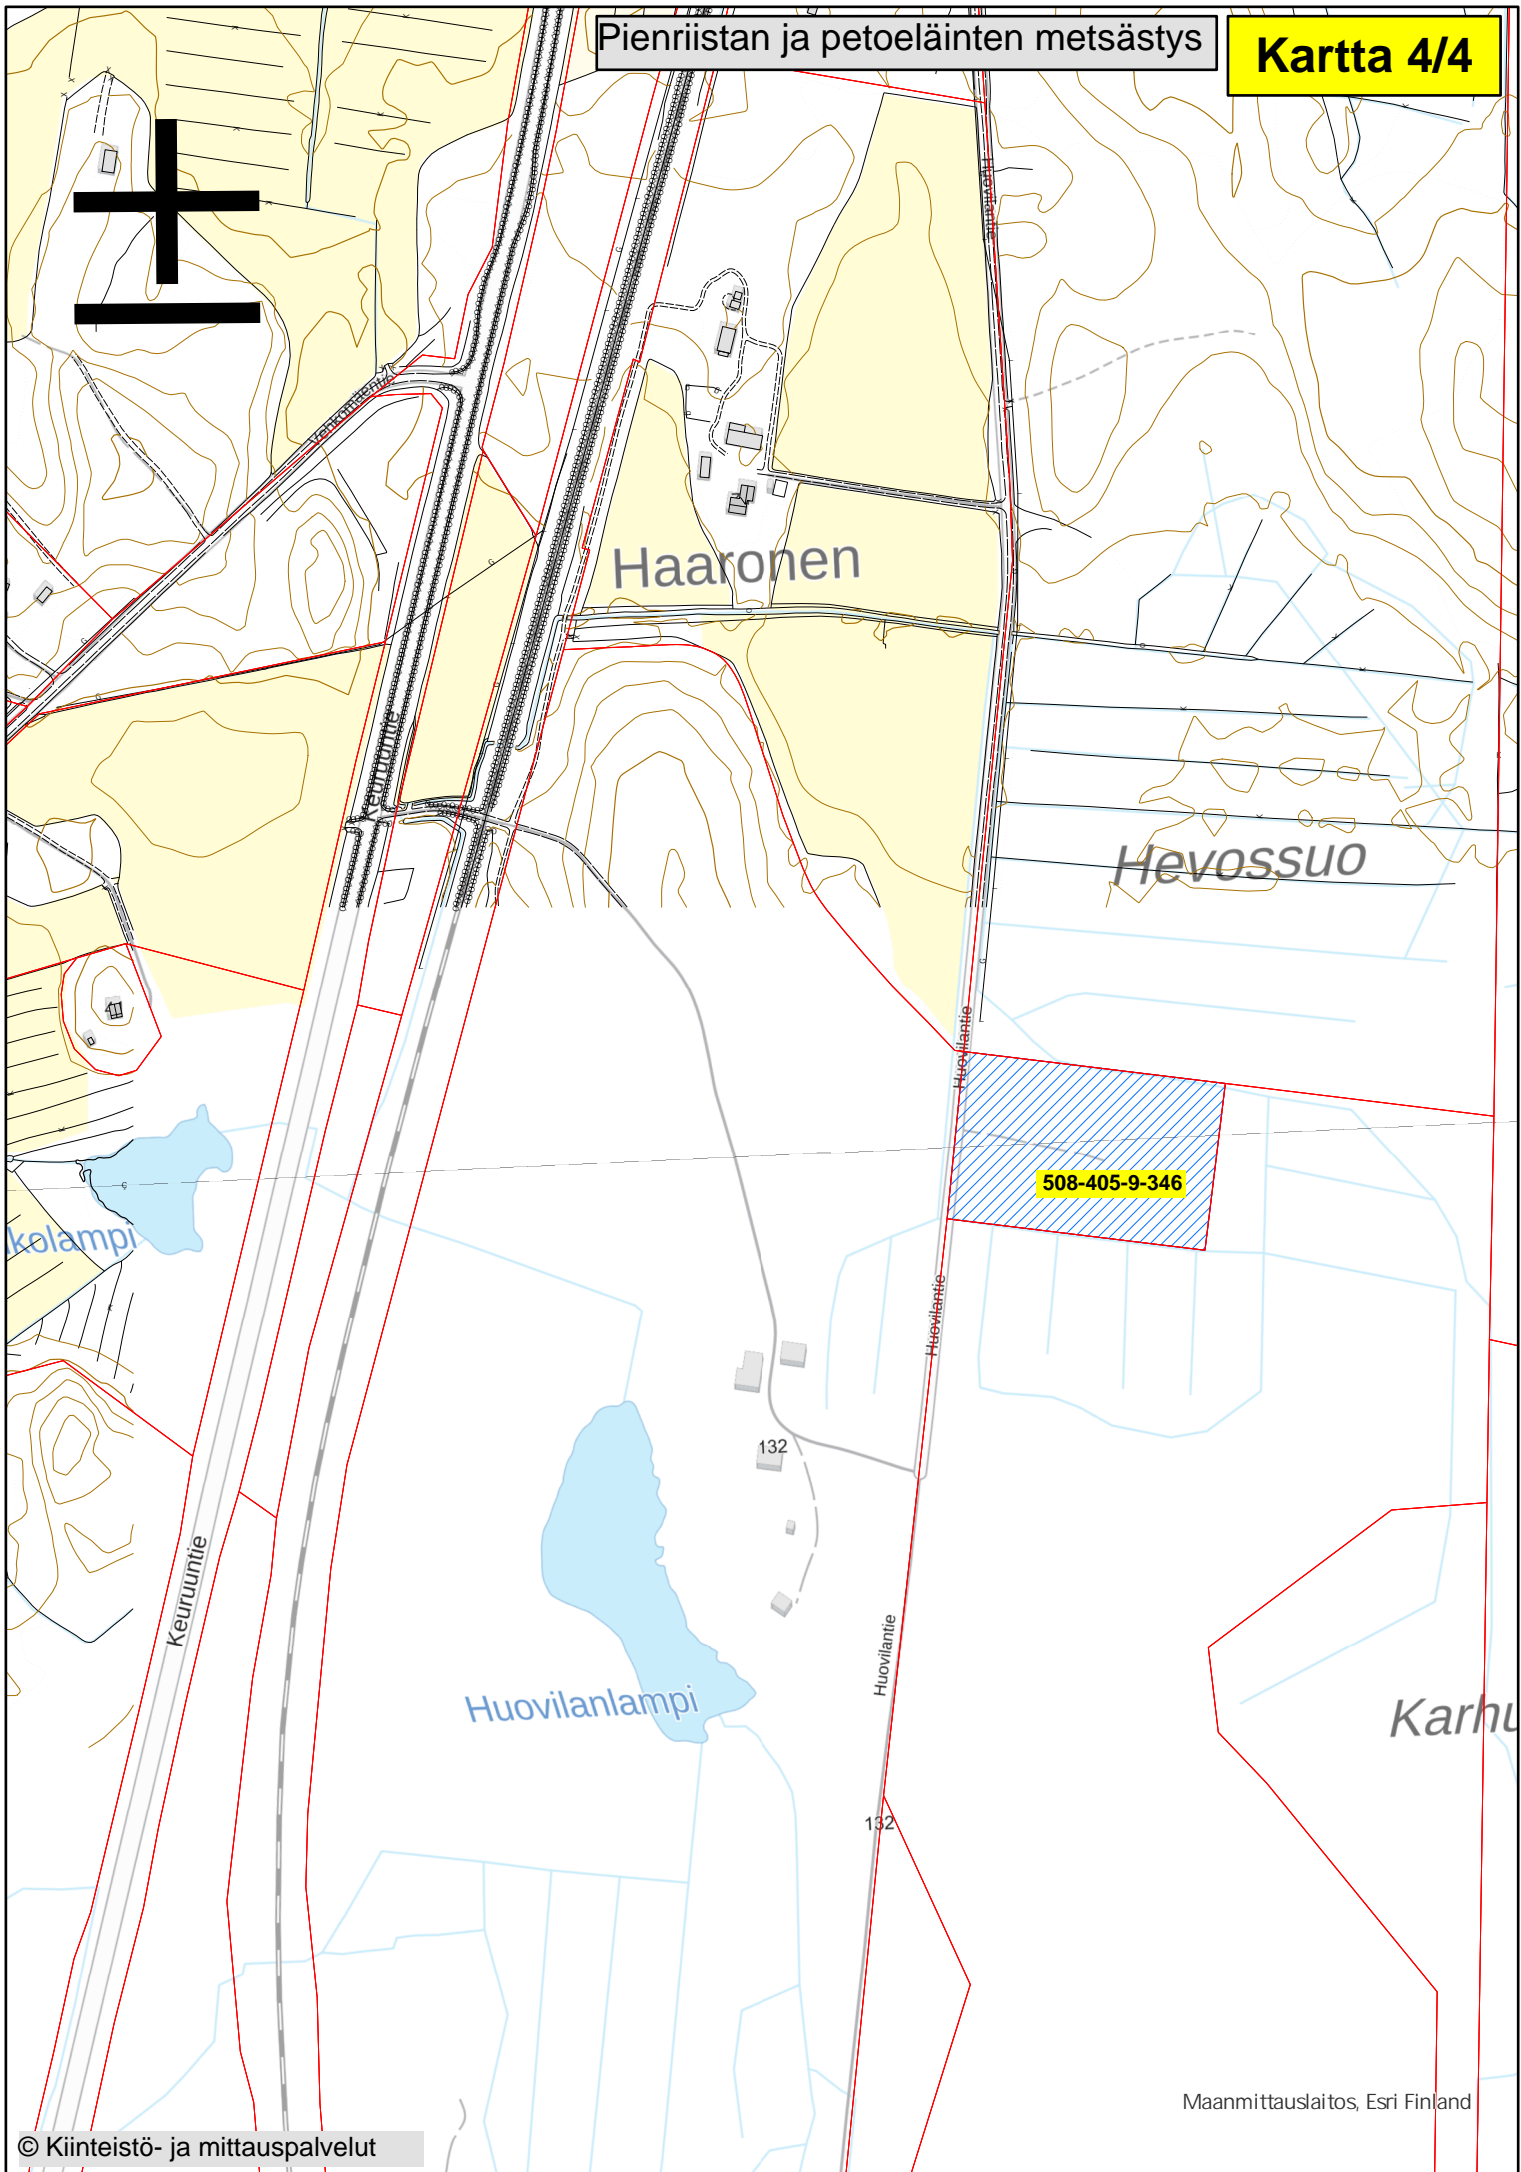 Pienriistan ja petoeläinten metsästys
Kartta 4/4
Huovilantie
Vehkomäentie
Haaronen
Keuruuntie
Hevossuo
Huovilantie
508-405-9-346
kolampi
Huovilantie
132
Keuruuntie
Huovilantie
Huovilanlampi
Karhu
132
Maanmittauslaitos, Esri Finland
© Kiinteistö- ja mittauspalvelut